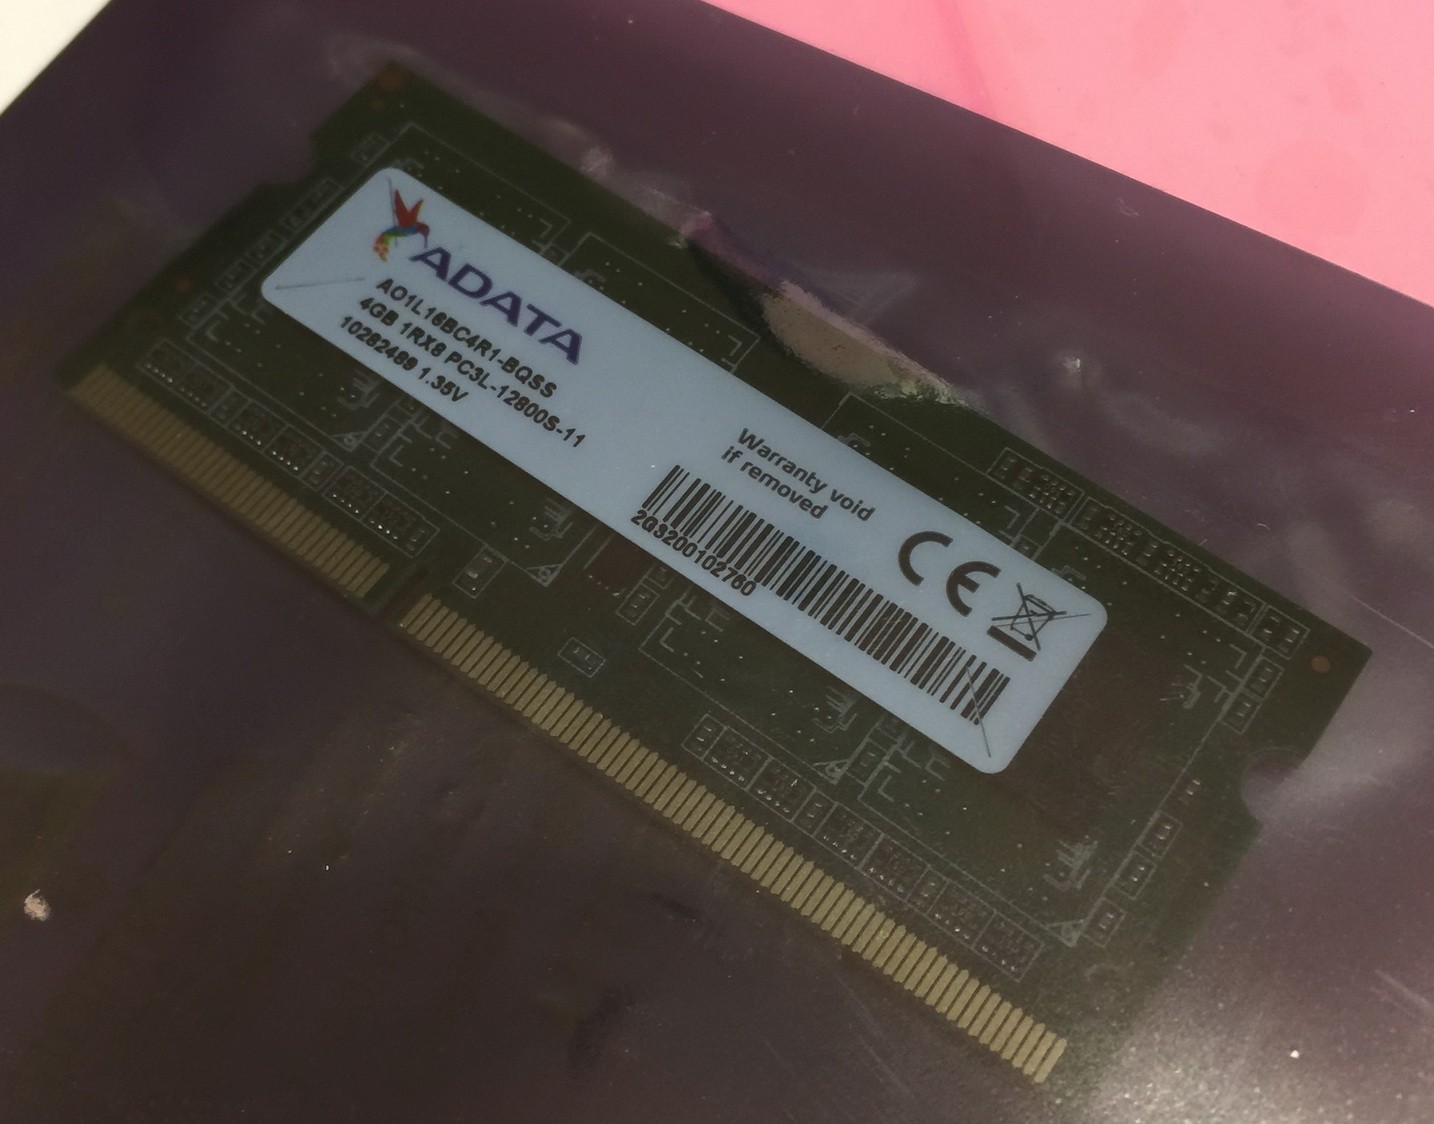 ADATA
AO1L16BC4R1-BQSS
4GB 1RX8 PC3L-12800S-11
10282489 1.35V
Warranty void
if removed
CE
2G3200102760